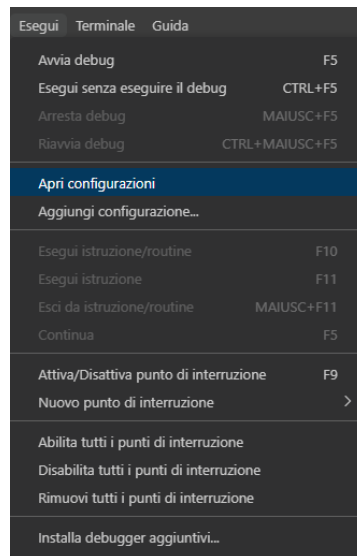 Esegui Terminale Guida
Avvia debug F5
Esegui senza eseguire il debug CTRL+F5
Arresta debug MAIUSC+F5
Riavvia debug CTRL+MAIUSC+F5
Apri configurazioni
Aggiungi configurazione...
Esegui istruzione/routine F10
Esegui istruzione F11
Esci da istruzione/routine MAIUSC+F11
Continua F5
Attiva/Disattiva punto di interruzione F9
Nuovo punto di interruzione
Abilita tutti i punti di interruzione
Disabilita tutti i punti di interruzione
Rimuovi tutti i punti di interruzione
Installa debugger aggiuntivi...